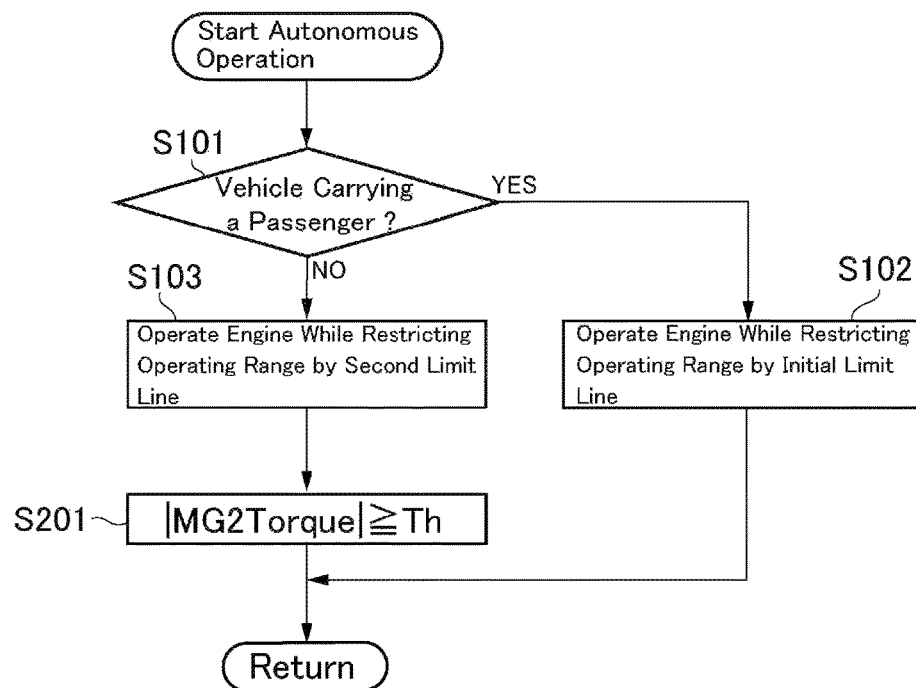 Start Autonomous
Operation
S101
Vehicle Carrying
a Passenger ?
YES
NO
S103
Operate Engine While Restricting
Operating Range by Second Limit
Line
S102
Operate Engine While Restricting
Operating Range by Initial Limit
Line
S201
|MG2Torque|≧Th
Return